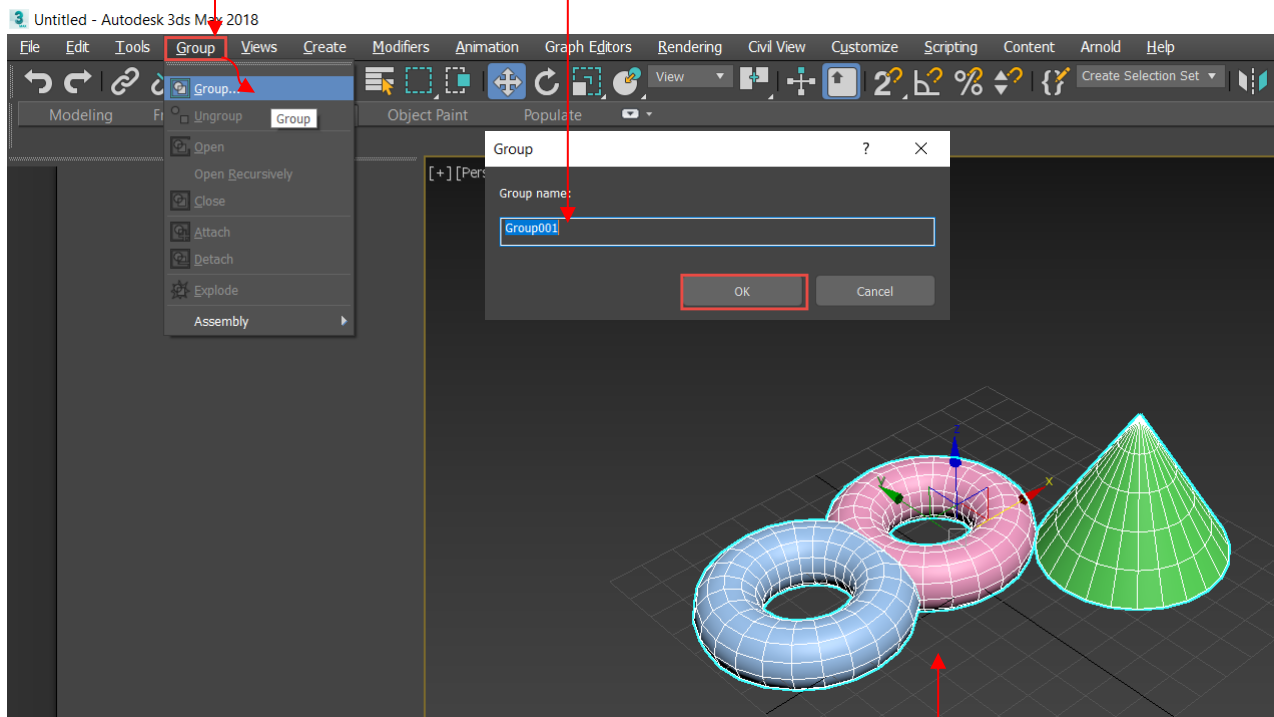 Untitled - Autodesk 3ds Max 2018
File Edit Tools Group Views Create Modifiers Animation Graph Editors Rendering Civil View Customize Scripting Content Arnold Help
View
Create Selection Set
Modeling
Object Paint Populate
Group...
Ungroup
Group
Open
Open Recursively
Close
Attach
Detach
Explode
Assembly
Group ?
Group name:
Group001
OK Cancel
z
y
x